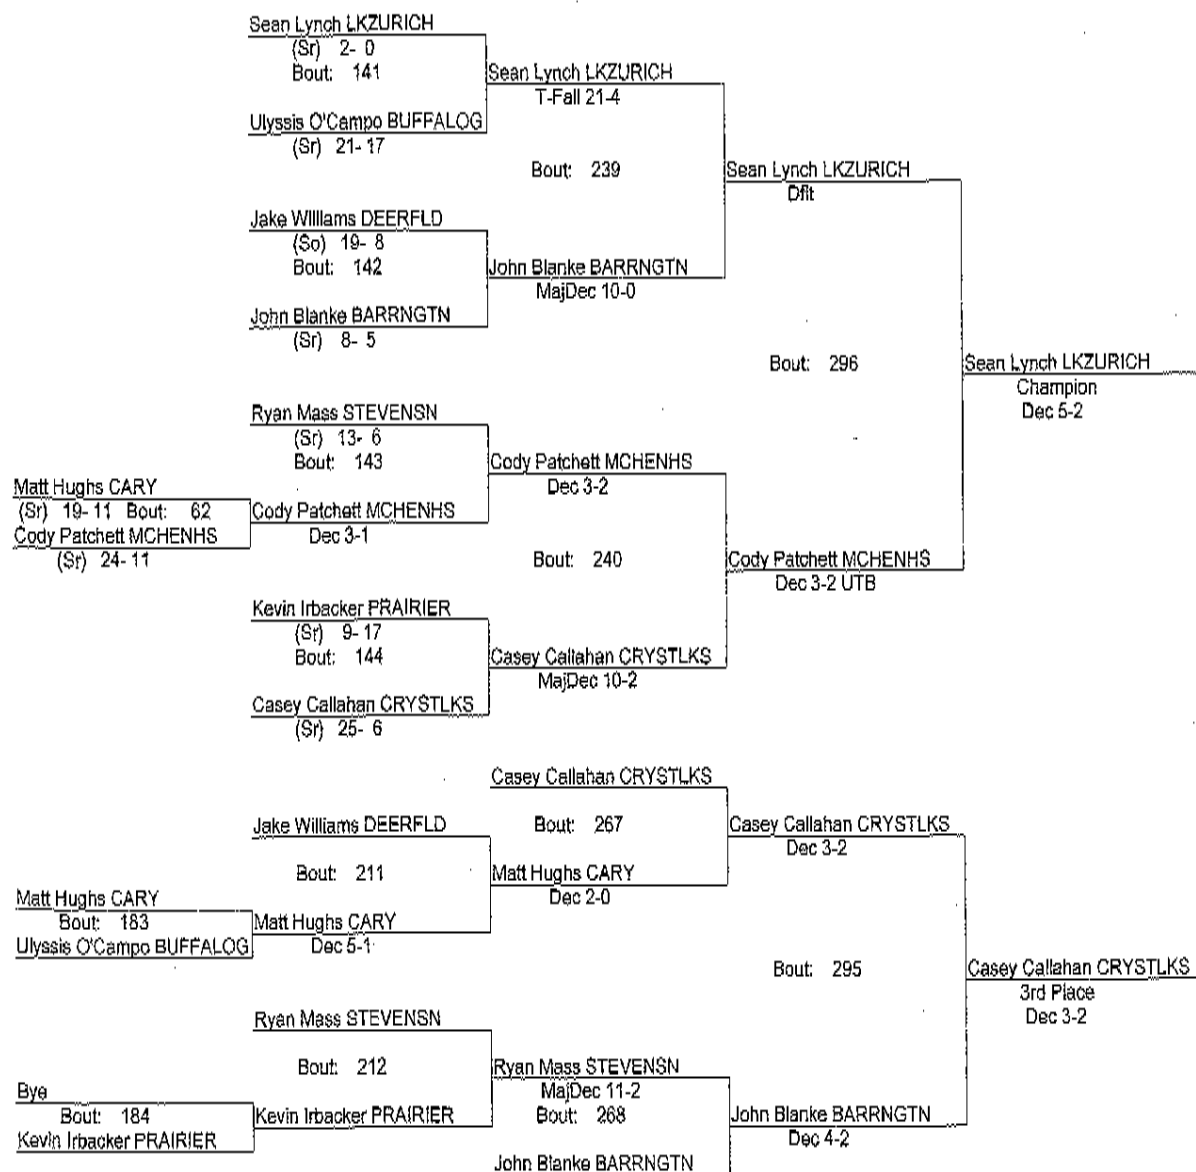 Sean Lynch LKZURICH
(Sr) 2- 0
Bout: 141
Sean Lynch LKZURICH
T-Fall 21-4
Ulyssis O'Campo BUFFALOG
(Sr) 21- 17
Bout: 239
Sean Lynch LKZURICH
Dflt
Jake Williams DEERFLD
(So) 19- 8
Bout: 142
John Blanke BARRNGTN
MajDec 10-0
John Blanke BARRNGTN
(Sr) 8- 5
Bout: 296
Sean Lynch LKZURICH
Champion
Dec 5-2
Ryan Mass STEVENSN
(Sr) 13- 6
Bout: 143
Cody Patchett MCHENHS
Dec 3-2
Matt Hughs CARY
(Sr) 19- 11 Bout: 62
Cody Patchett MCHENHS
(Sr) 24- 11
Cody Patchett MCHENHS
Dec 3-1
Bout: 240
Cody Patchett MCHENHS
Dec 3-2 UTB
Kevin Irbacker PRAIRIER
(Sr) 9- 17
Bout: 144
Casey Callahan CRYSTLKS
MajDec 10-2
Casey Callahan CRYSTLKS
(Sr) 25- 6
Casey Callahan CRYSTLKS
Bout: 267
Casey Callahan CRYSTLKS
Dec 3-2
Jake Williams DEERFLD
Bout: 211
Matt Hughs CARY
Dec 2-0
Matt Hughs CARY
Bout: 183
Ulyssis O'Campo BUFFALOG
Matt Hughs CARY
Dec 5-1
Bout: 295
Casey Callahan CRYSTLKS
3rd Place
Dec 3-2
Ryan Mass STEVENSN
Bout: 212
Ryan Mass STEVENSN
MajDec 11-2
Bye
Bout: 184
Kevin Irbacker PRAIRIER
Kevin Irbacker PRAIRIER
Bout: 268
John Blanke BARRNGTN
Dec 4-2
John Blanke BARRNGTN